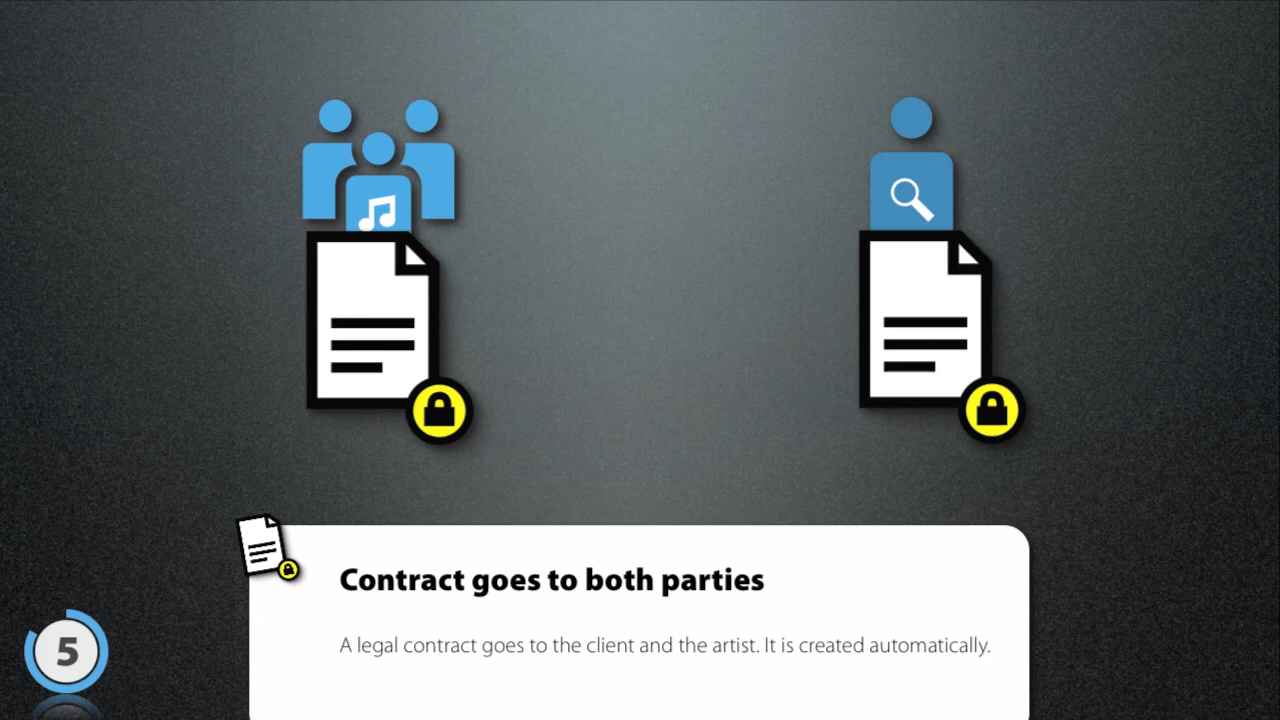 Contract goes to both parties
A legal contract goes to the client and the artist. It is created automatically.
5